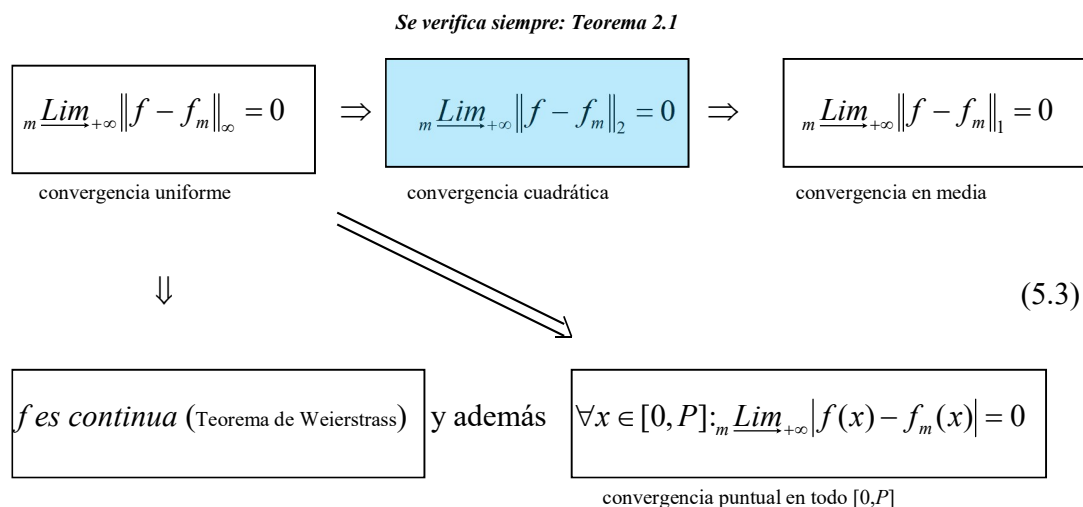 Se verifica siempre: Teorema 2.1
m Lim→+∞ ‖f − f_m‖_∞ = 0 ⇒ m Lim→+∞ ‖f − f_m‖_2 = 0 ⇒ m Lim→+∞ ‖f − f_m‖_1 = 0
convergencia uniforme convergencia cuadrática convergencia en media
⇓ (5.3)
f es continua (Teorema de Weierstrass) y además ∀x ∈ [0, P]: m Lim→+∞ |f(x) − f_m(x)| = 0
convergencia puntual en todo [0,P]